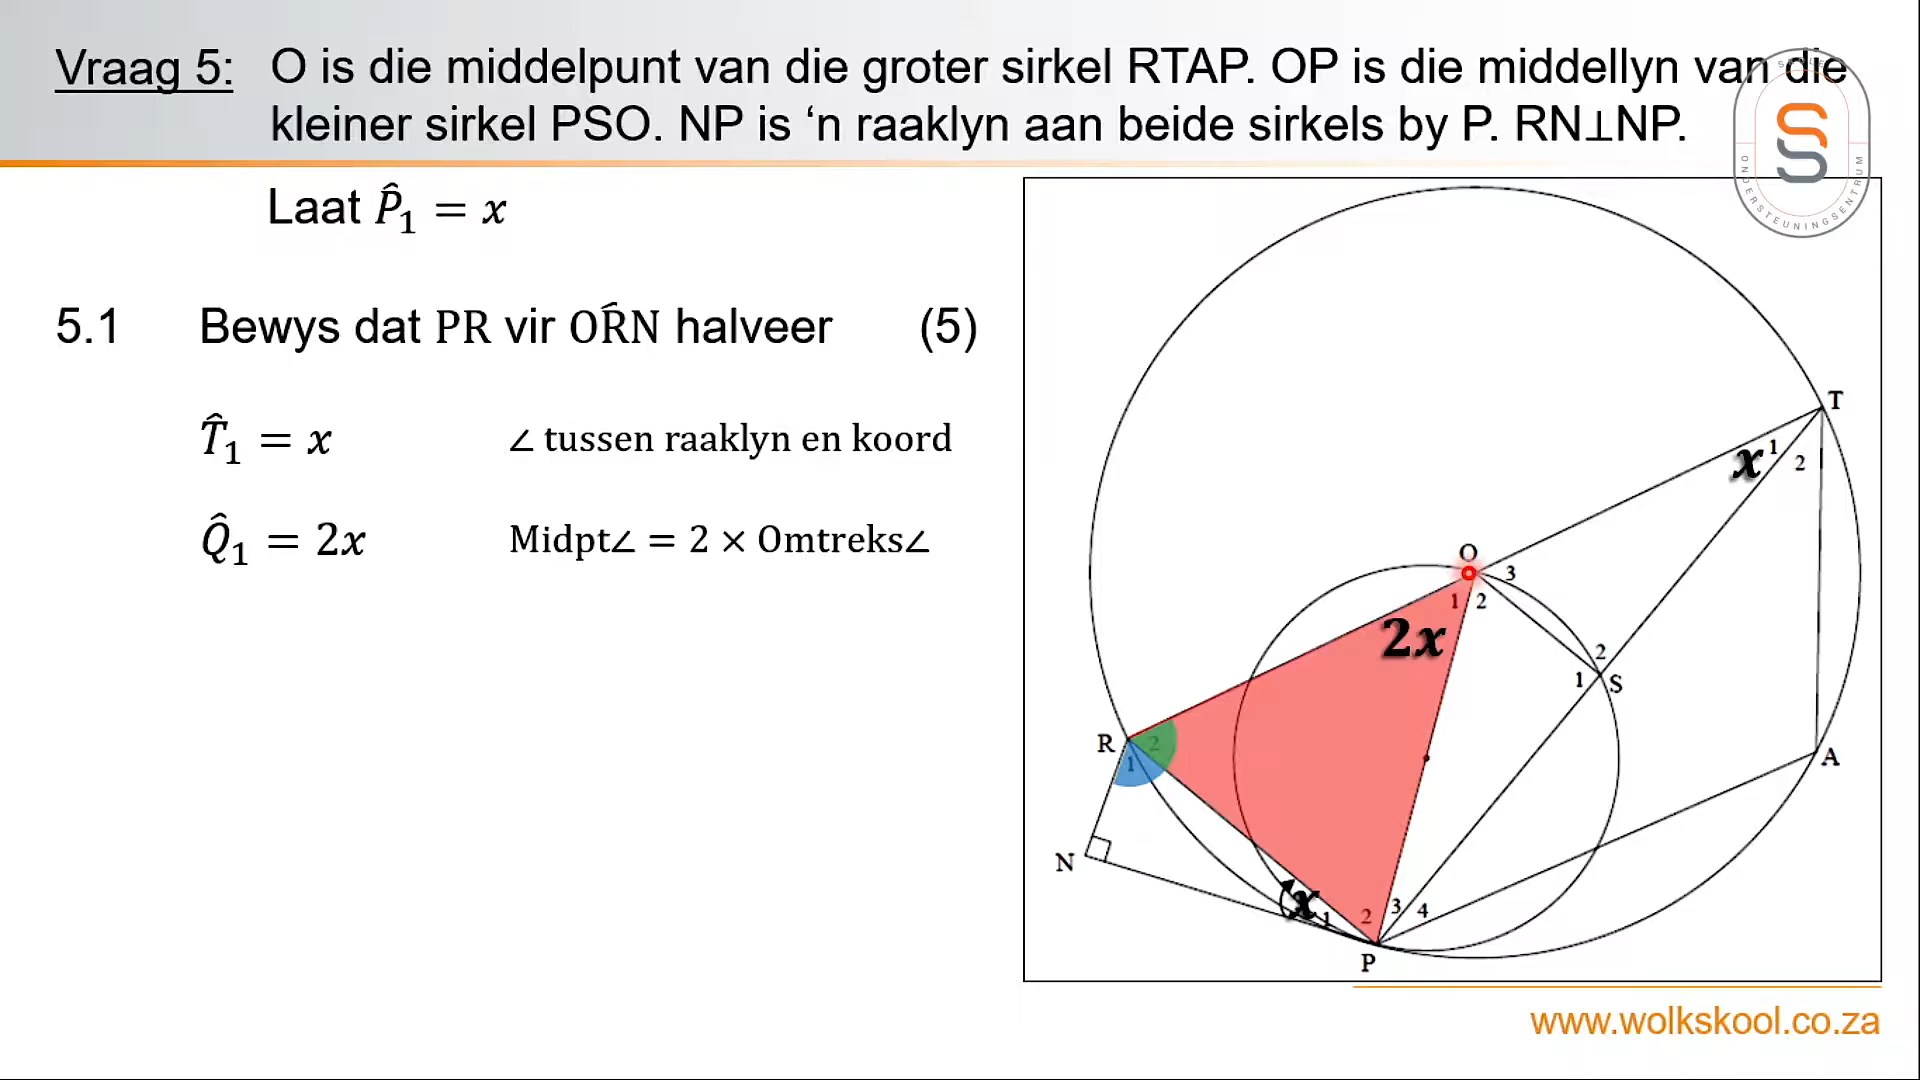 Vraag 5: O is die middelpunt van die groter sirkel RTAP. OP is die middellyn van die
kleiner sirkel PSO. NP is ‘n raaklyn aan beide sirkels by P. RN⊥NP.
SS
ONDERSTEUNINGSENTRUM
Laat P̂₁ = x
5.1 Bewys dat PR vir OR̂N halveer (5)
T̂₁ = x ∠ tussen raaklyn en koord
Q̂₁ = 2x Midpt∠ = 2 × Omtreks∠
T
x 1 2
O
3
1 2
2x
2
1 S
R 2
1
A
N
x 1 2 3 4
P
www.wolkskool.co.za